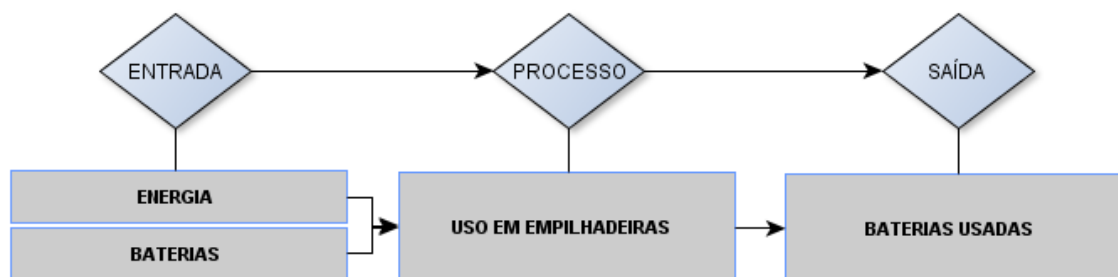 ENTRADA
PROCESSO
SAÍDA
ENERGIA
BATERIAS
USO EM EMPILHADEIRAS
BATERIAS USADAS